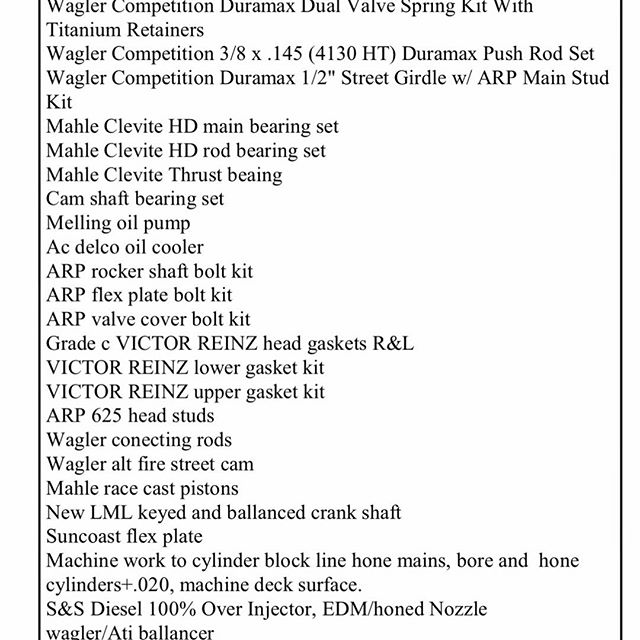 Wagler Competition Duramax Dual Valve Spring Kit With
Titanium Retainers
Wagler Competition 3/8 x .145 (4130 HT) Duramax Push Rod Set
Wagler Competition Duramax 1/2" Street Girdle w/ ARP Main Stud
Kit
Mahle Clevite HD main bearing set
Mahle Clevite HD rod bearing set
Mahle Clevite Thrust beaing
Cam shaft bearing set
Melling oil pump
Ac delco oil cooler
ARP rocker shaft bolt kit
ARP flex plate bolt kit
ARP valve cover bolt kit
Grade c VICTOR REINZ head gaskets R&L
VICTOR REINZ lower gasket kit
VICTOR REINZ upper gasket kit
ARP 625 head studs
Wagler conecting rods
Wagler alt fire street cam
Mahle race cast pistons
New LML keyed and ballanced crank shaft
Suncoast flex plate
Machine work to cylinder block line hone mains, bore and  hone
cylinders+.020, machine deck surface.
S&S Diesel 100% Over Injector, EDM/honed Nozzle
wagler/Ati ballancer